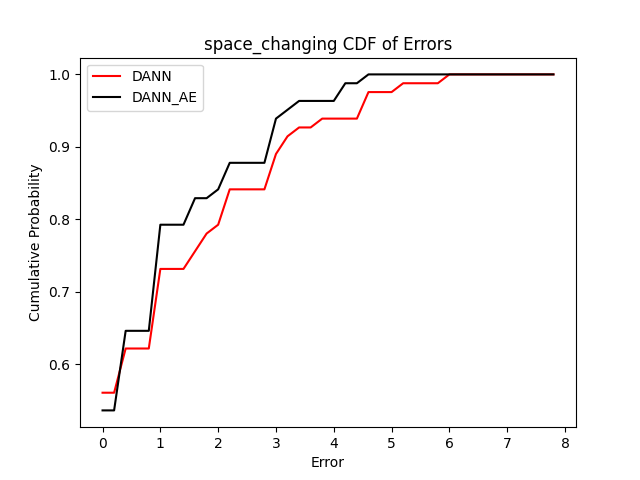 space_changing CDF of Errors
DANN
DANN_AE
1.0
0.9
0.8
0.7
0.6
Cumulative Probability
0 1 2 3 4 5 6 7 8
Error